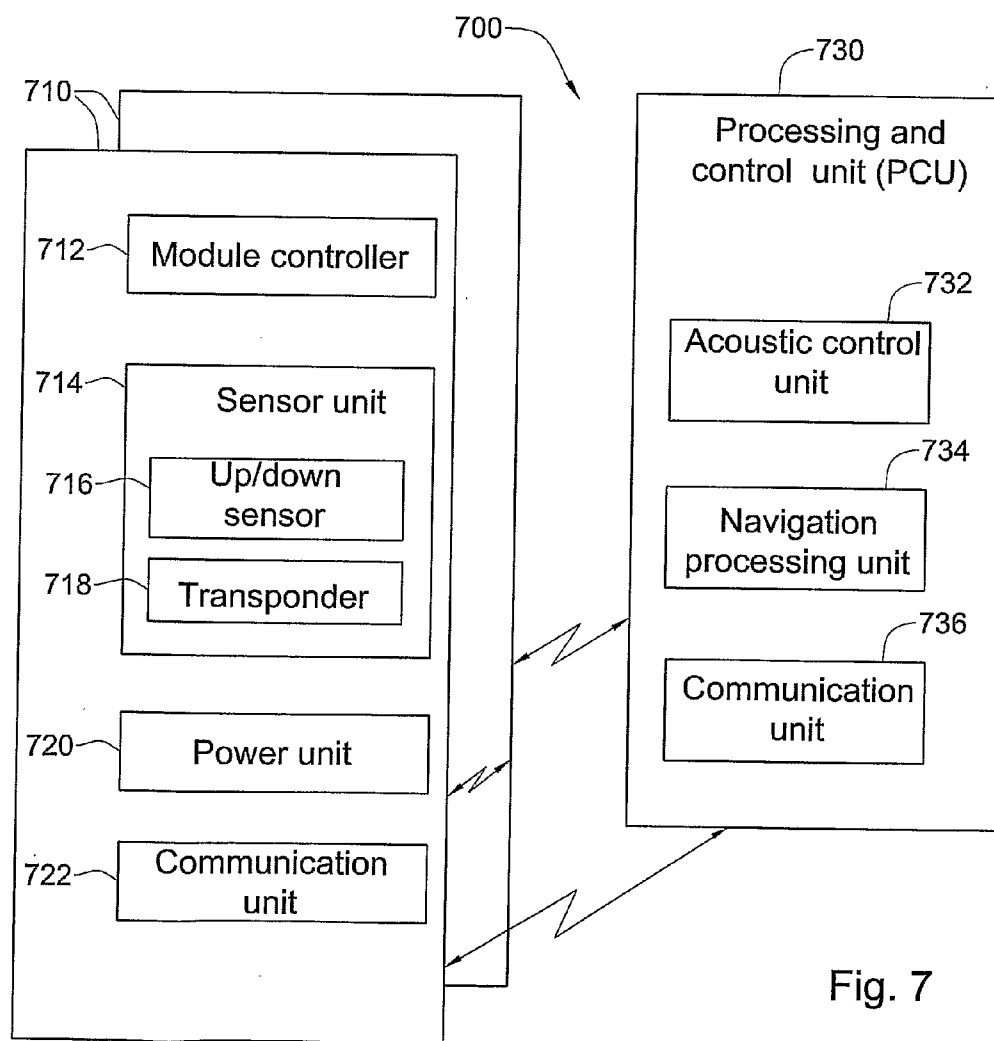 700
710
712
Module controller
714
Sensor unit
716
Up/down
sensor
718
Transponder
720
Power unit
722
Communication
unit
730
Processing and
control unit (PCU)
732
Acoustic control
unit
734
Navigation
processing unit
736
Communication
unit
Fig. 7